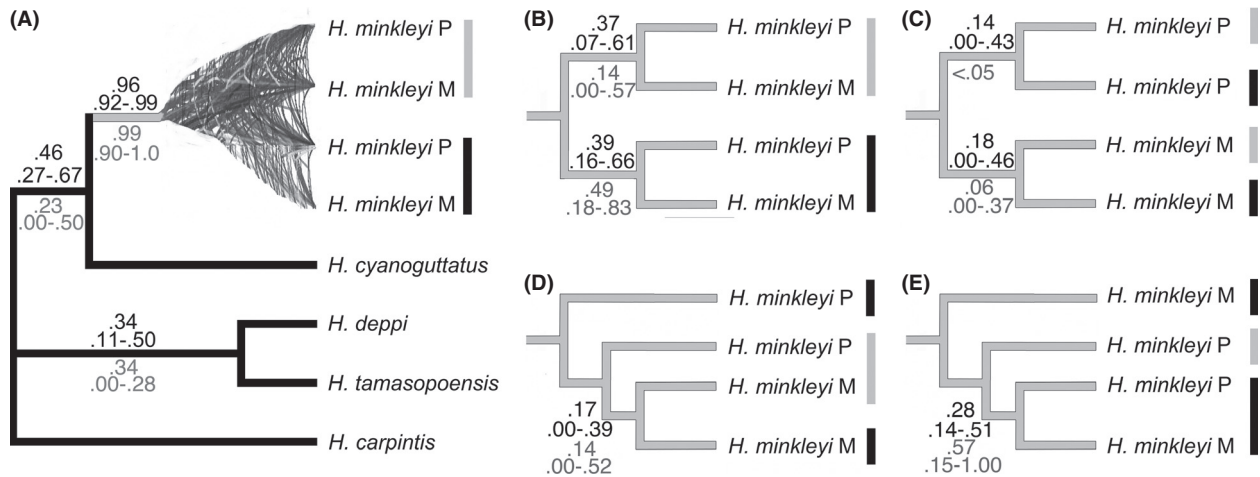 (A)
H. minkleyi P
H. minkleyi M
H. minkleyi P
H. minkleyi M
.96
.92-.99
.99
.90-1.0
.46
.27-.67
.23
.00-.50
H. cyanoguttatus
.34
.11-.50
.34
.00-.28
H. deppi
H. tamasopoensis
H. carpintis
(B)
.37
.07-.61
.14
.00-.57
H. minkleyi P
H. minkleyi M
.39
.16-.66
.49
.18-.83
H. minkleyi P
H. minkleyi M
(C)
.14
.00-.43
<.05
H. minkleyi P
H. minkleyi P
.18
.00-.46
.06
.00-.37
H. minkleyi M
H. minkleyi M
(D)
H. minkleyi P
H. minkleyi P
H. minkleyi M
.17
.00-.39
.14
.00-.52
H. minkleyi M
(E)
H. minkleyi M
H. minkleyi P
H. minkleyi P
.28
.14-.51
.57
.15-1.00
H. minkleyi M